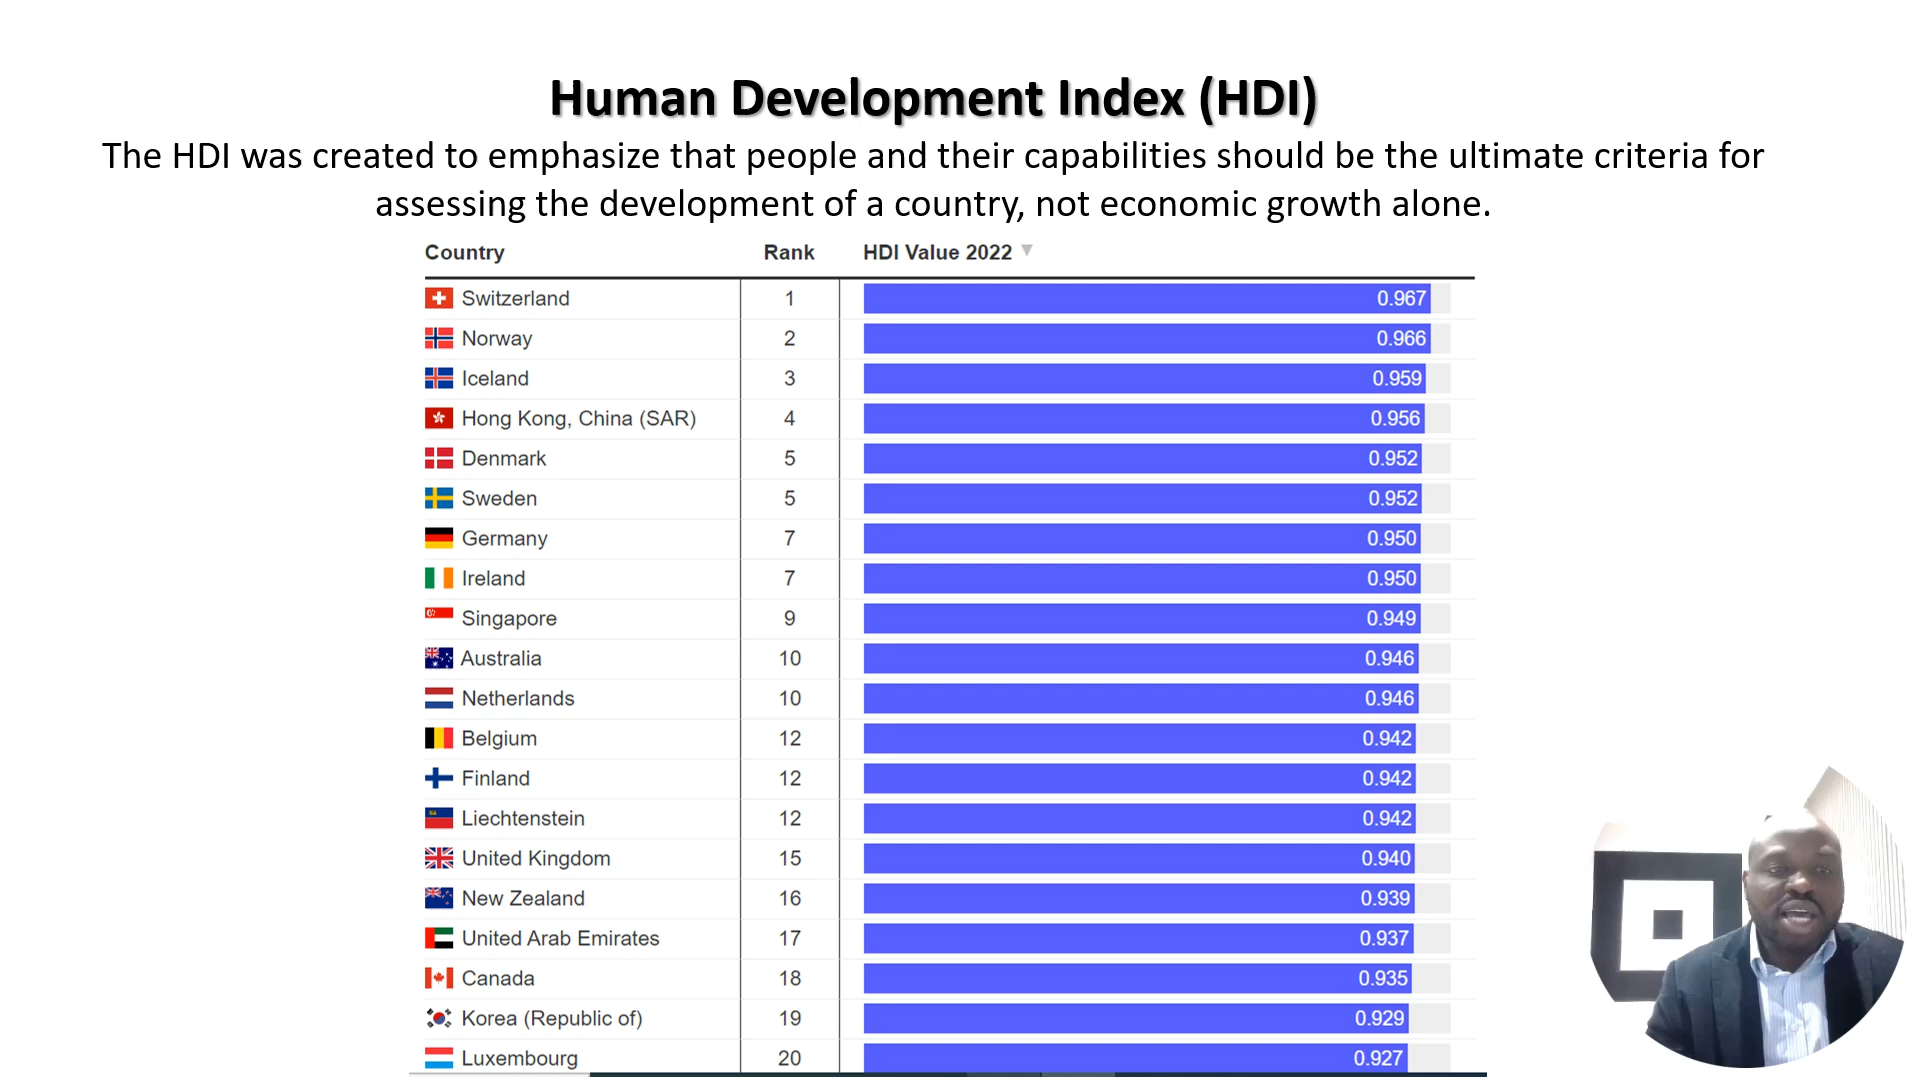 Human Development Index (HDI)
The HDI was created to emphasize that people and their capabilities should be the ultimate criteria for
assessing the development of a country, not economic growth alone.
Country Rank HDI Value 2022
Switzerland 1 0.967
Norway 2 0.966
Iceland 3 0.959
Hong Kong, China (SAR) 4 0.956
Denmark 5 0.952
Sweden 5 0.952
Germany 7 0.950
Ireland 7 0.950
Singapore 9 0.949
Australia 10 0.946
Netherlands 10 0.946
Belgium 12 0.942
Finland 12 0.942
Liechtenstein 12 0.942
United Kingdom 15 0.940
New Zealand 16 0.939
United Arab Emirates 17 0.937
Canada 18 0.935
Korea (Republic of) 19 0.929
Luxembourg 20 0.927